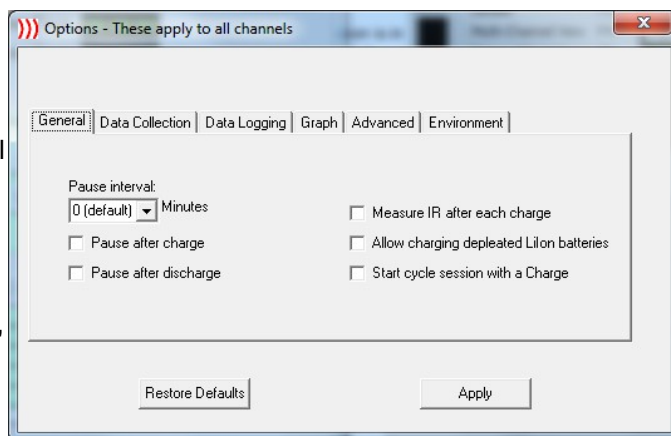 Options - These apply to all channels
General Data Collection Data Logging Graph Advanced Environment
Pause interval:
0 (default) Minutes
Pause after charge
Pause after discharge
Measure IR after each charge
Allow charging depleated LiIon batteries
Start cycle session with a Charge
Restore Defaults Apply